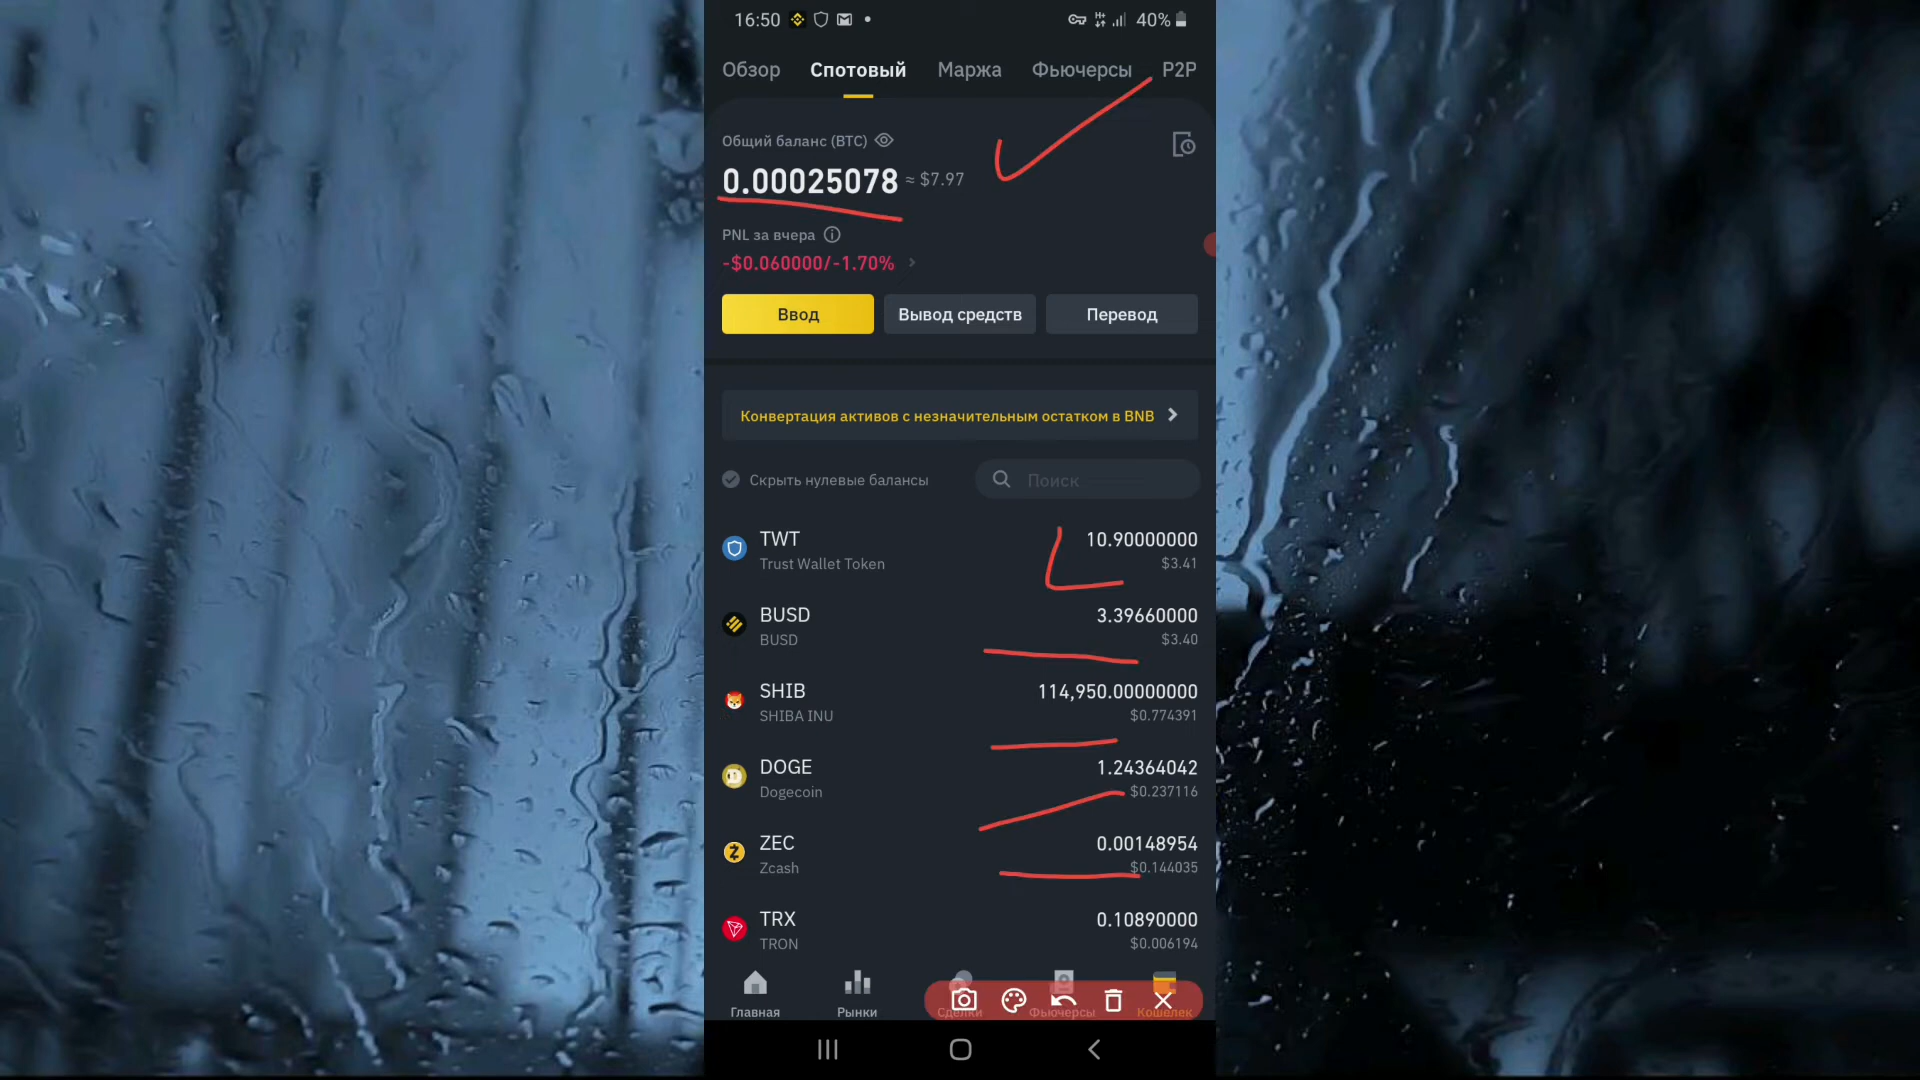 16:50 40%
Обзор Спотовый Маржа Фьючерсы P2P
Общий баланс (BTC)
0.00025078 ≈ $7.97
PNL за вчера
-$0.060000/-1.70%
Ввод Вывод средств Перевод
Конвертация активов с незначительным остатком в BNB
Скрыть нулевые балансы Поиск
TWT 10.90000000
Trust Wallet Token $3.41
BUSD 3.39660000
BUSD $3.40
SHIB 114,950.00000000
SHIBA INU $0.774391
DOGE 1.24364042
Dogecoin $0.237116
ZEC 0.00148954
Zcash $0.144035
TRX 0.10890000
TRON $0.006194
Главная Рынки Сделки Фьючерсы Кошелек